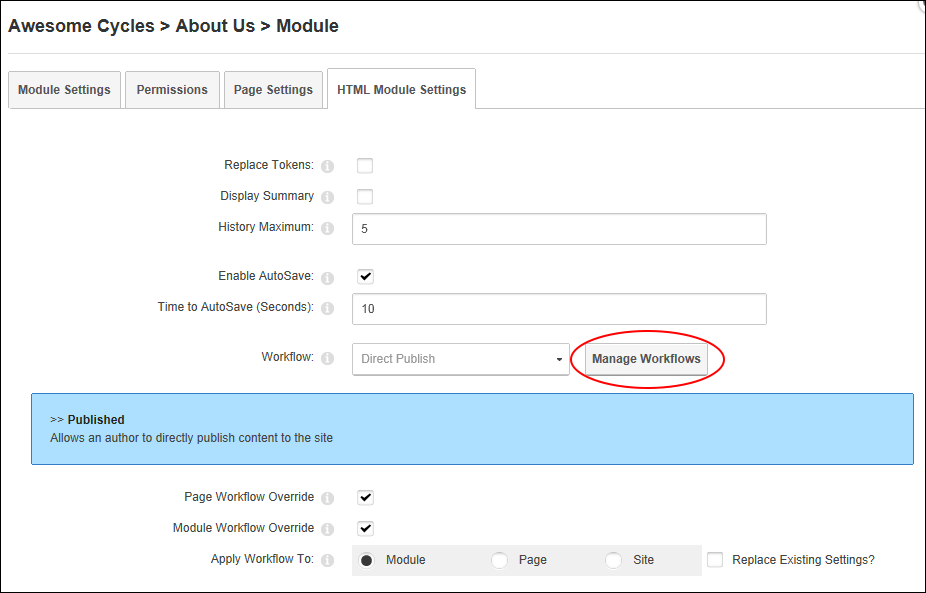 Awesome Cycles > About Us > Module
Module Settings Permissions Page Settings HTML Module Settings
Replace Tokens:
Display Summary
History Maximum: 5
Enable AutoSave:
Time to AutoSave (Seconds): 10
Workflow: Direct Publish Manage Workflows
>> Published
Allows an author to directly publish content to the site
Page Workflow Override
Module Workflow Override
Apply Workflow To: Module Page Site Replace Existing Settings?